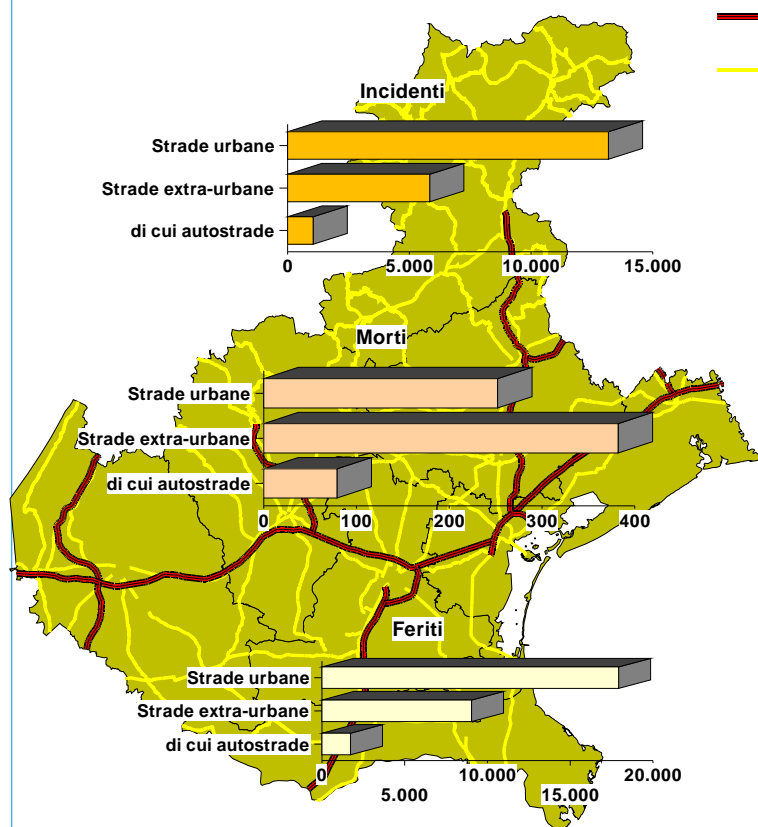 Incidenti
Strade urbane
Strade extra-urbane
di cui autostrade
0 5.000 10.000 15.000
Morti
Strade urbane
Strade extra-urbane
di cui autostrade
0 100 200 300 400
Feriti
Strade urbane
Strade extra-urbane
di cui autostrade
0 10.000 20.000
5.000 15.000